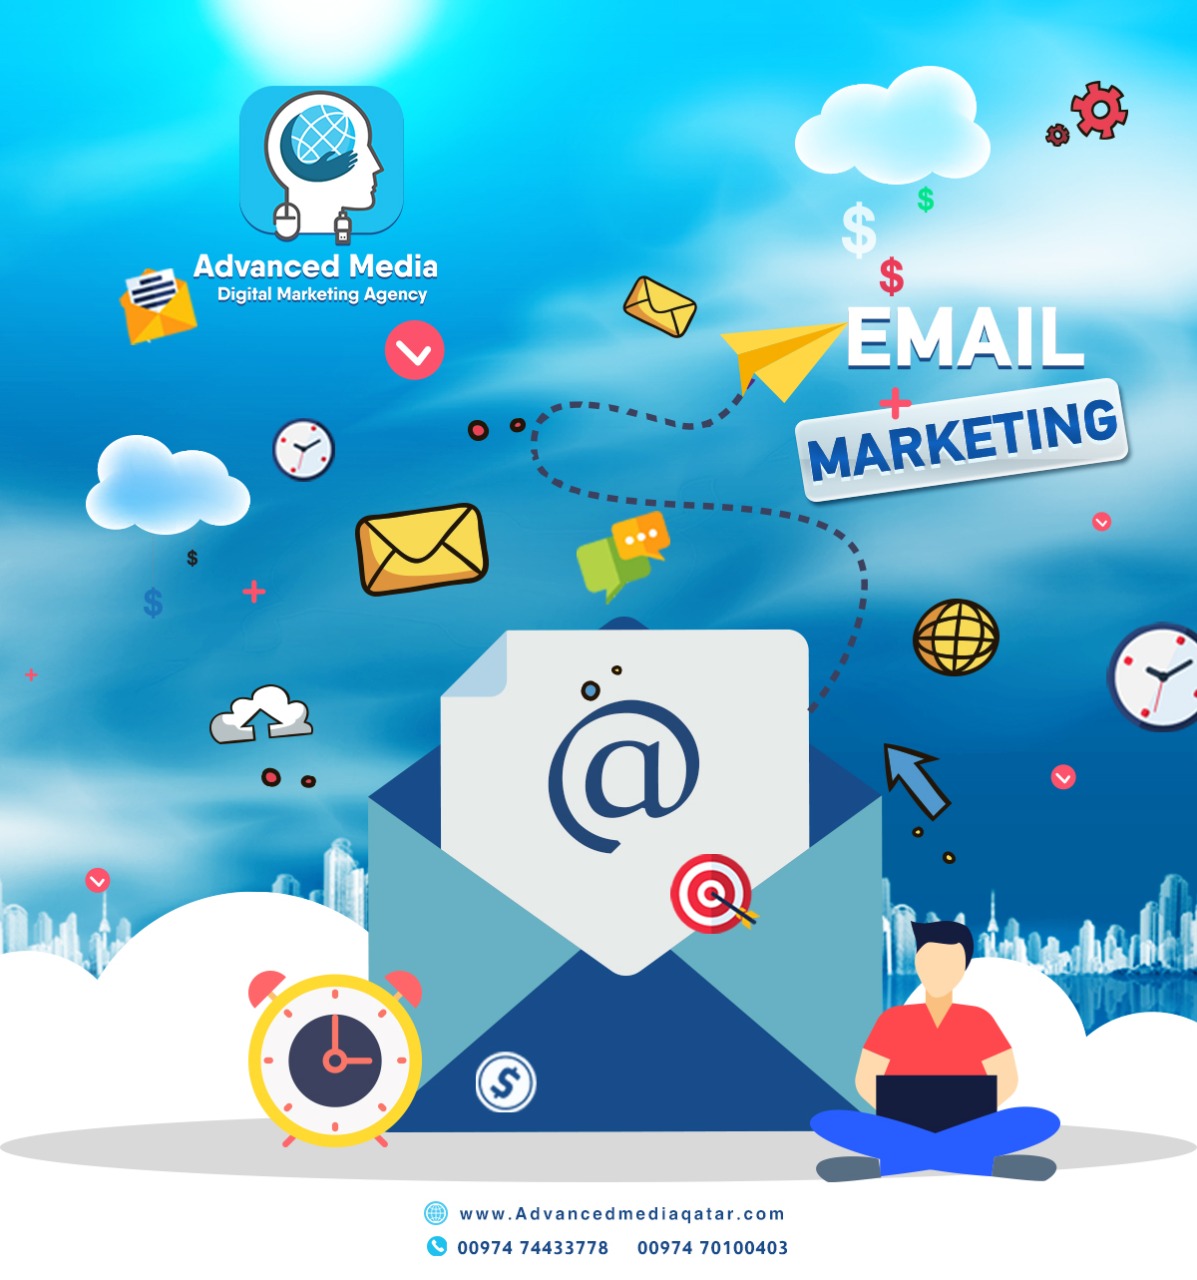 Advanced Media
Digital Marketing Agency
$
$
$
EMAIL
MARKETING
$
$
@
$
www.Advancedmediaqatar.com
00974 74433778 00974 70100403